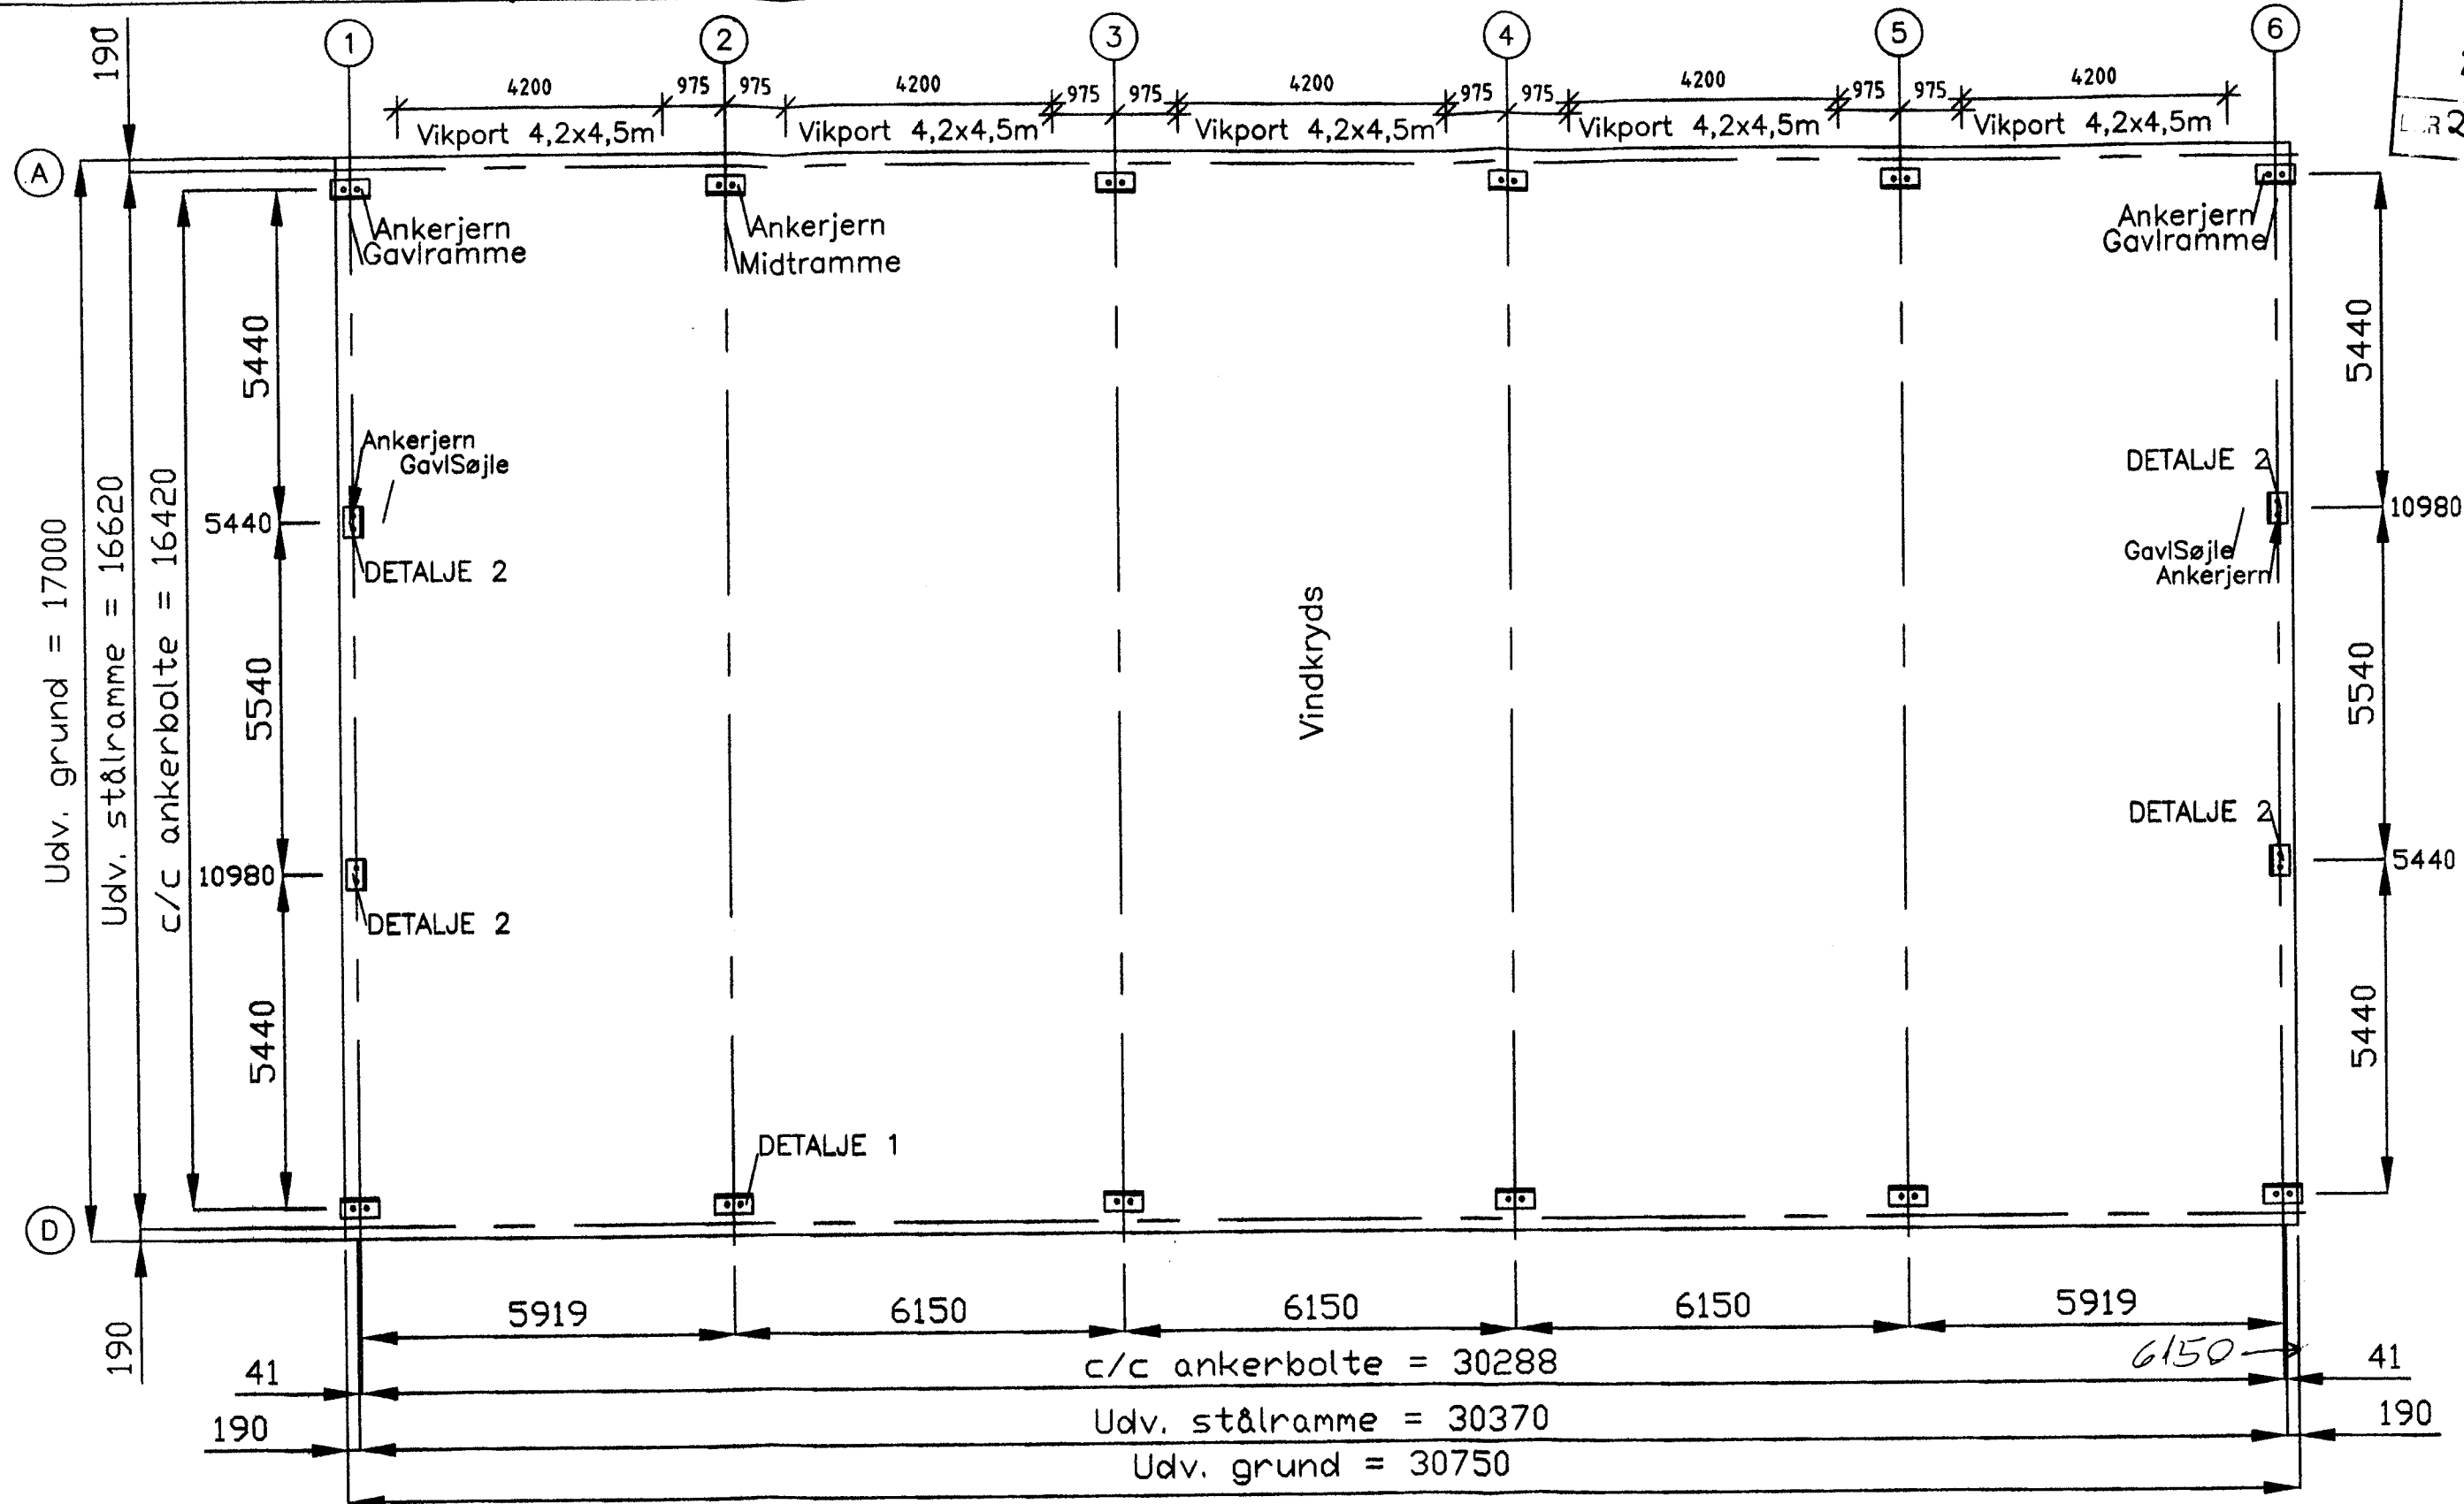 1 2 3 4 5 6
190
4200 975 975 4200 975 975 4200 975 975 4200 975 975 4200
Vikport 4,2x4,5m Vikport 4,2x4,5m Vikport 4,2x4,5m Vikport 4,2x4,5m Vikport 4,2x4,5m
A
Ankerjern
Gavlramme
Ankerjern
Midtramme
Ankerjern
Gavlramme
5440
5440
Ankerjern
GavlSøjle
5440
DETALJE 2
DETALJE 2
10980
GavlSøjle
Ankerjern
Udv. grund = 17000
Udv. stålramme = 16620
c/c ankerbolte = 16420
Vindkryds
5540
5540
10980
DETALJE 2
DETALJE 2
5440
5440
5440
DETALJE 1
D
190
5919 6150 6150 6150 5919
c/c ankerbolte = 30288
6150
41 41
Udv. stålramme = 30370
190 190
Udv. grund = 30750